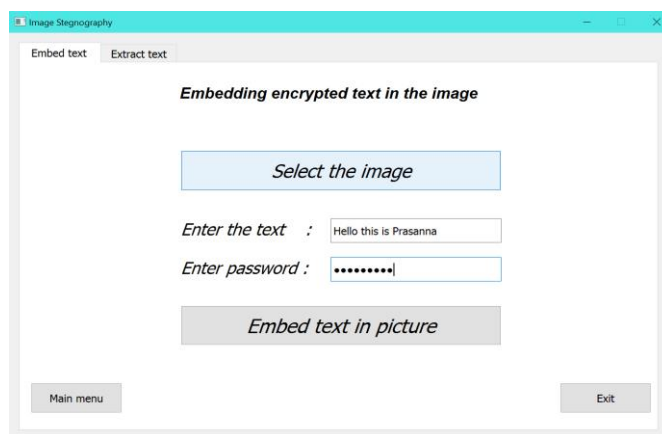 Image Stegnography
Embed text Extract text
Embedding encrypted text in the image
Select the image
Enter the text : Hello this is Prasanna
Enter password : •••••••••
Embed text in picture
Main menu Exit